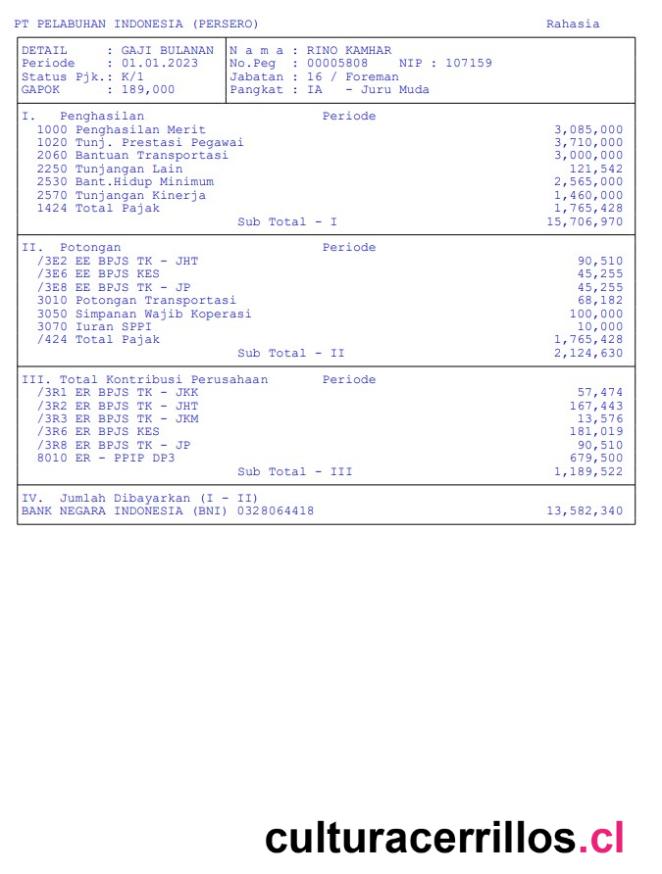 PT PELABUHAN INDONESIA (PERSERO) Rahasia
DETAIL : GAJI BULANAN N a m a : RINO KAMHAR
Periode : 01.01.2023 No.Peg : 00005808 NIP : 107159
Status Pjk.: K/1 Jabatan : 16 / Foreman
GAPOK : 189,000 Pangkat : IA - Juru Muda
I. Penghasilan Periode
1000 Penghasilan Merit 3,085,000
1020 Tunj. Prestasi Pegawai 3,710,000
2060 Bantuan Transportasi 3,000,000
2250 Tunjangan Lain 121,542
2530 Bant.Hidup Minimum 2,565,000
2570 Tunjangan Kinerja 1,460,000
1424 Total Pajak 1,765,428
Sub Total - I 15,706,970
II. Potongan Periode
/3E2 EE BPJS TK - JHT 90,510
/3E6 EE BPJS KES 45,255
/3E8 EE BPJS TK - JP 45,255
3010 Potongan Transportasi 68,182
3050 Simpanan Wajib Koperasi 100,000
3070 Iuran SPPI 10,000
/424 Total Pajak 1,765,428
Sub Total - II 2,124,630
III. Total Kontribusi Perusahaan Periode
/3R1 ER BPJS TK - JKK 57,474
/3R2 ER BPJS TK - JHT 167,443
/3R3 ER BPJS TK - JKM 13,576
/3R6 ER BPJS KES 181,019
/3R8 ER BPJS TK - JP 90,510
8010 ER - PPIP DP3 679,500
Sub Total - III 1,189,522
IV. Jumlah Dibayarkan (I - II)
BANK NEGARA INDONESIA (BNI) 0328064418 13,582,340
culturacerrillos.cl